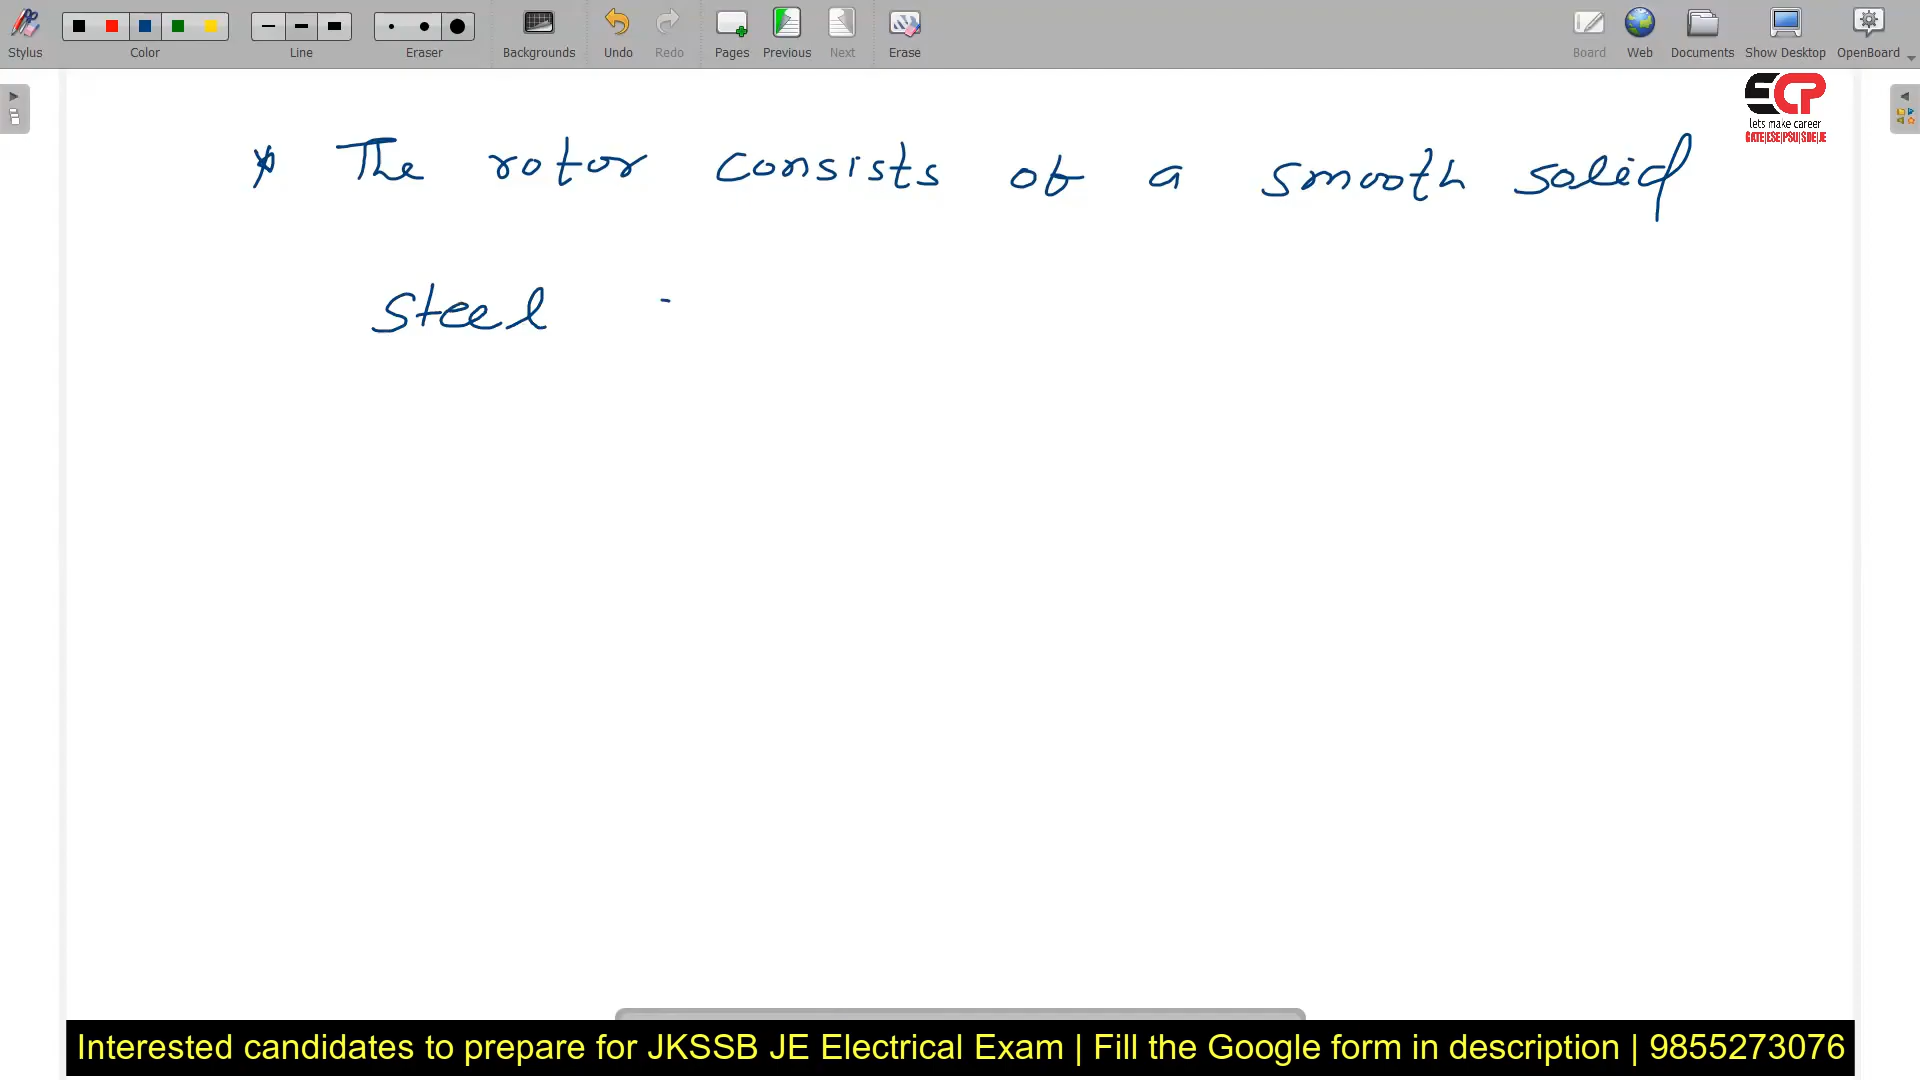 Stylus
Color
Line
Eraser
Backgrounds
Undo
Redo
Pages
Previous
Next
Erase
Board
Web
Documents
Show Desktop
OpenBoard
ECP
lets make career
GATE|ESE|PSU|SDE|JE
* The rotor consists of a smooth solid
steel
Interested candidates to prepare for JKSSB JE Electrical Exam | Fill the Google form in description | 9855273076